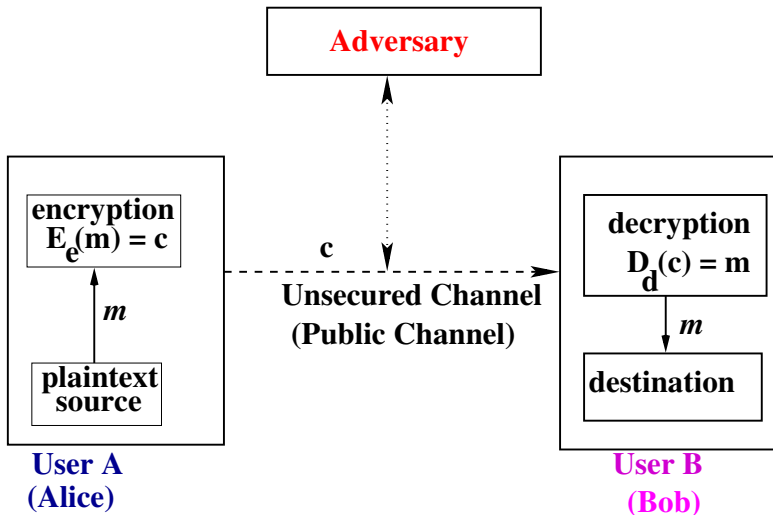 Adversary
encryption
E_e(m) = c
m
plaintext
source
User A
(Alice)
c
Unsecured Channel
(Public Channel)
decryption
D_d(c) = m
m
destination
User B
(Bob)